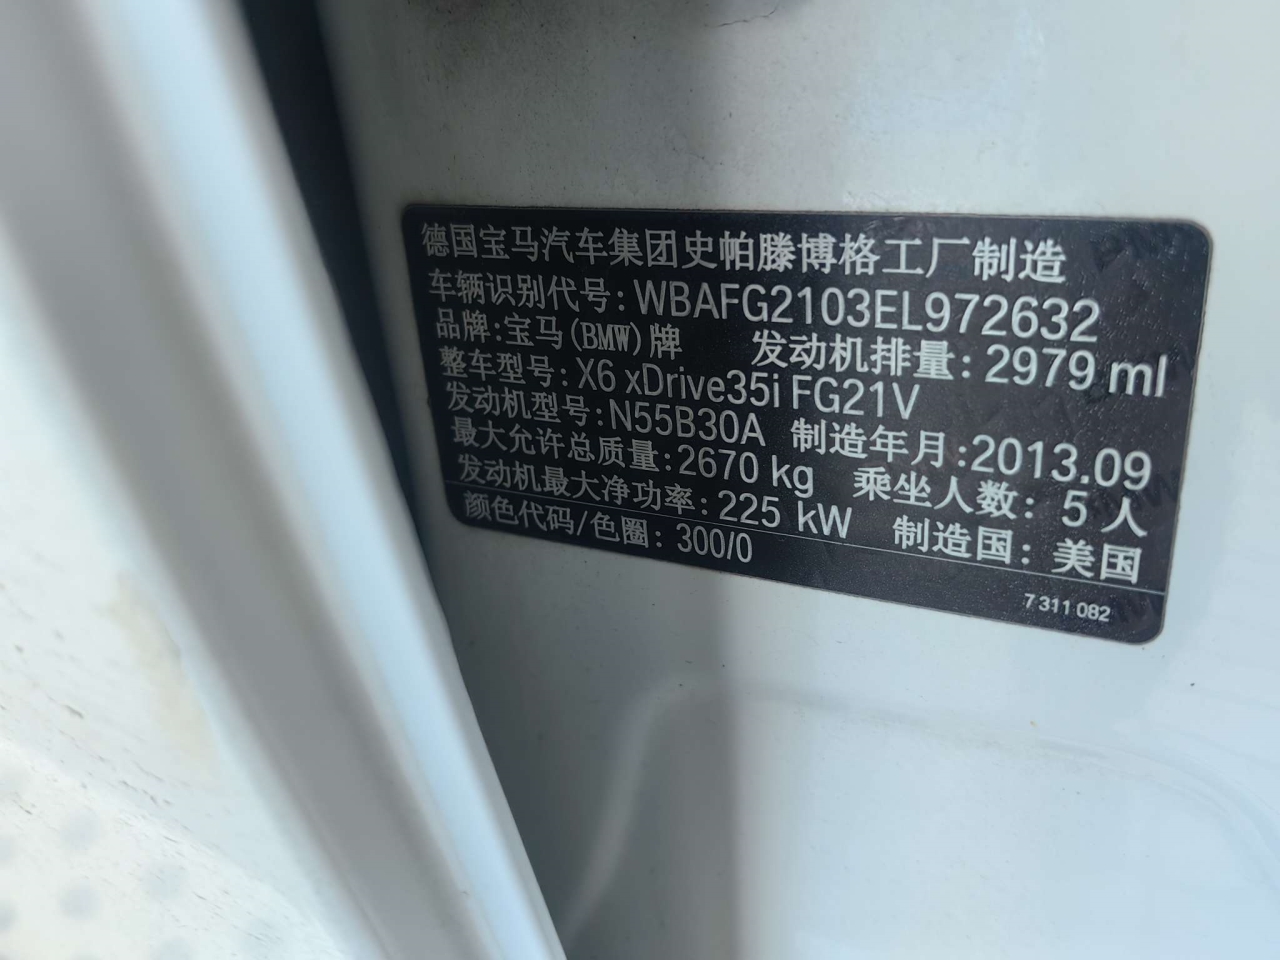 德国宝马汽车集团史帕滕博格工厂制造
车辆识别代号: WBAFG2103EL972632
品牌:宝马(BMW)牌 发动机排量: 2979 ml
整车型号: X6 xDrive35i FG21V
发动机型号: N55B30A 制造年月:2013.09
最大允许总质量:2670 kg 乘坐人数: 5 人
发动机最大净功率: 225 kW 制造国: 美国
颜色代码/色圈: 300/0
7 311 082